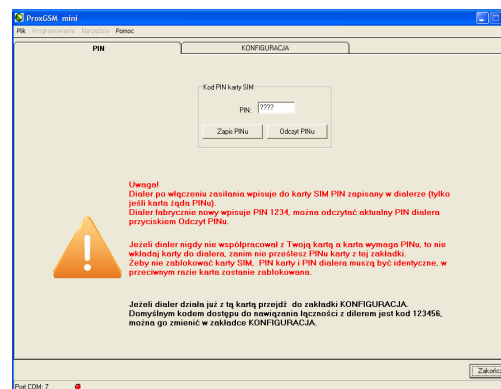 ProxGSM mini
Plik Programowanie Narzędzia Pomoc
PIN KONFIGURACJA
Kod PIN karty SIM
PIN: ????
Zapis PINu Odczyt PINu
Uwaga!
Dialer po włączeniu zasilania wpisuje do karty SIM PIN zapisany w dialerze (tylko
jeśli karta żąda PINu).
Dialer fabrycznie nowy wpisuje PIN 1234, można odczytać aktualny PIN dialera
przyciskiem Odczyt PINu.
Jeżeli dialer nigdy nie współpracował z Twoją kartą a karta wymaga PINu, to nie
wkładaj karty do dialera, zanim nie prześlesz PINu karty z tej zakładki.
Żeby nie zablokować karty SIM, PIN karty i PIN dialera muszą być identyczne, w
przeciwnym razie karta zostanie zablokowana.
Jeżeli dialer działa już z tą kartą przejdź do zakładki KONFIGURACJA.
Domyślnym kodem dostępu do nawiązania łączności z dilerem jest kod 123456,
można go zmienić w zakładce KONFIGURACJA.
Zakończ
Port COM: 7